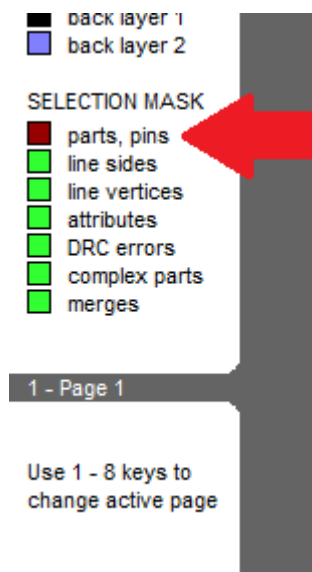 back layer 1
back layer 2
SELECTION MASK
parts, pins
line sides
line vertices
attributes
DRC errors
complex parts
merges
1 - Page 1
Use 1 - 8 keys to
change active page